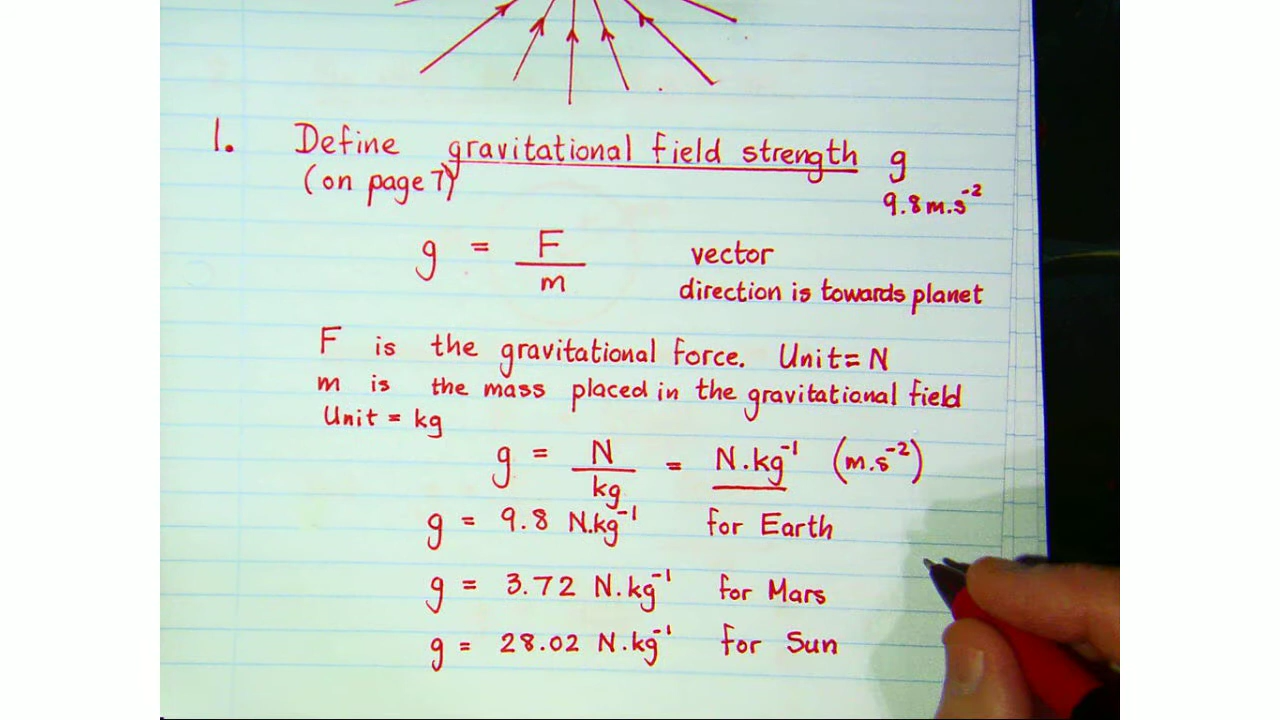 1. Define gravitational field strength g
(on page 7) 9.8 m.s⁻²
g = F/m vector
direction is towards planet
F is the gravitational force. Unit = N
m is the mass placed in the gravitational field
Unit = kg
g = N/kg = N.kg⁻¹ (m.s⁻²)
g = 9.8 N.kg⁻¹ for Earth
g = 3.72 N.kg⁻¹ for Mars
g = 28.02 N.kg⁻¹ for Sun